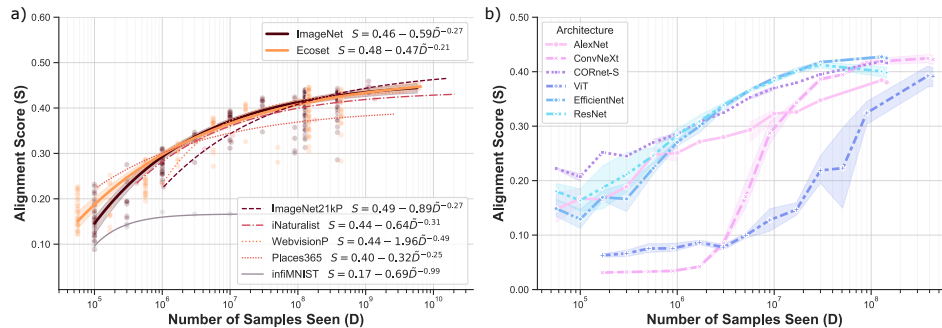 a)
Alignment Score (S)
0.60
0.50
0.40
0.30
0.20
0.10
ImageNet S = 0.46 − 0.59D̃^−0.27
Ecoset S = 0.48 − 0.47D̃^−0.21
ImageNet21kP S = 0.49 − 0.89D̃^−0.27
iNaturalist S = 0.44 − 0.64D̃^−0.31
WebvisionP S = 0.44 − 1.96D̃^−0.49
Places365 S = 0.40 − 0.32D̃^−0.25
infiMNIST S = 0.17 − 0.69D̃^−0.99
10^5 10^6 10^7 10^8 10^9 10^10
Number of Samples Seen (D)
b)
Alignment Score (S)
0.50
0.40
0.30
0.20
0.10
0.00
Architecture
AlexNet
ConvNeXt
CORnet-S
ViT
EfficientNet
ResNet
10^5 10^6 10^7 10^8
Number of Samples Seen (D)